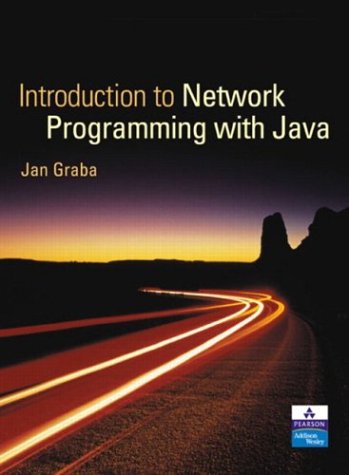 Introduction to Network
Programming with Java
Jan Graba
PEARSON
Addison
Wesley